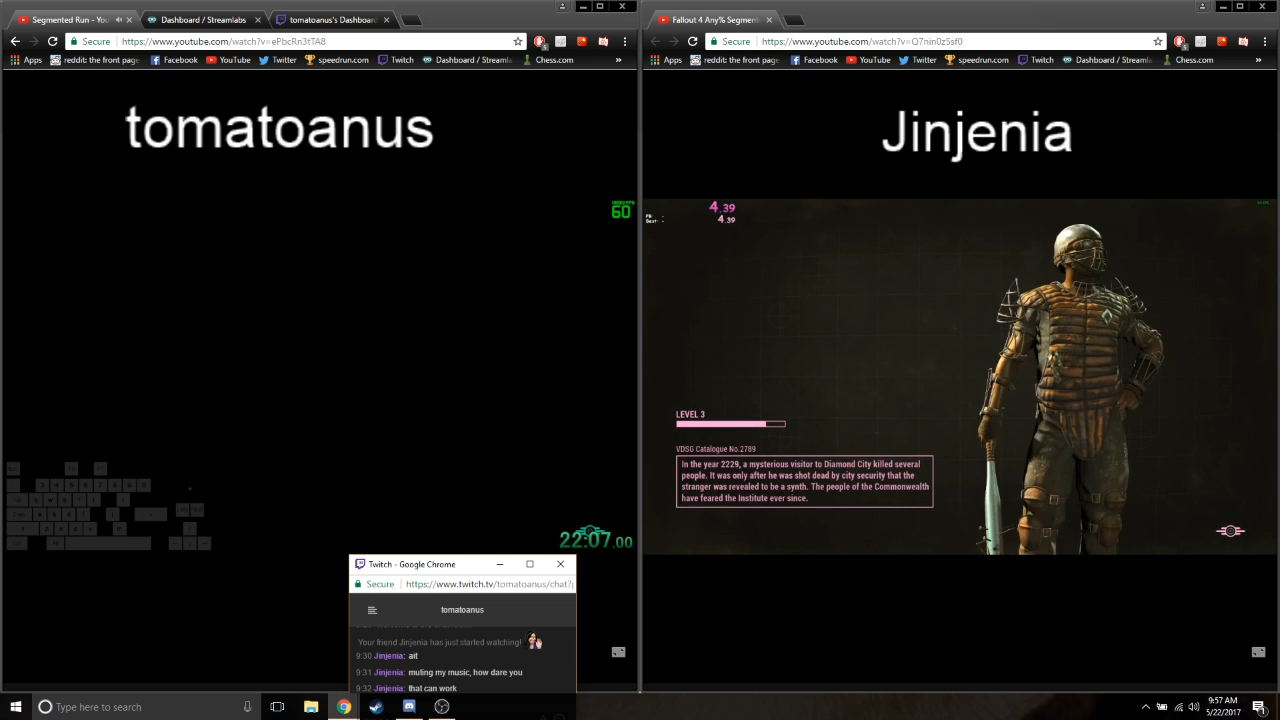 Segmented Run - You
Dashboard / Streamlabs
tomatoanus's Dashboard
Secure
https://www.youtube.com/watch?v=ePbcRn3tTA8
Apps
reddit: the front page
Facebook
YouTube
Twitter
speedrun.com
Twitch
Dashboard / Streamla
Chess.com
»
tomatoanus
60
22:07.00
Fallout 4 Any% Segment
Secure
https://www.youtube.com/watch?v=Q7nin0zSsf0
Apps
reddit: the front page
Facebook
YouTube
Twitter
speedrun.com
Twitch
Dashboard / Streamla
Chess.com
»
Jinjenia
4.39
4.39
LEVEL 3
VDSG Catalogue No.2789
In the year 2229, a mysterious visitor to Diamond City killed several
people. It was only after he was shot dead by city security that the
stranger was revealed to be a synth. The people of the Commonwealth
have feared the Institute ever since.
Twitch - Google Chrome
Secure
https://www.twitch.tv/tomatoanus/chat?
tomatoanus
Your friend Jinjenia has just started watching!
9:30 Jinjenia: ait
9:31 Jinjenia: muting my music, how dare you
9:32 Jinjenia: that can work
Type here to search
9:57 AM
5/22/2017